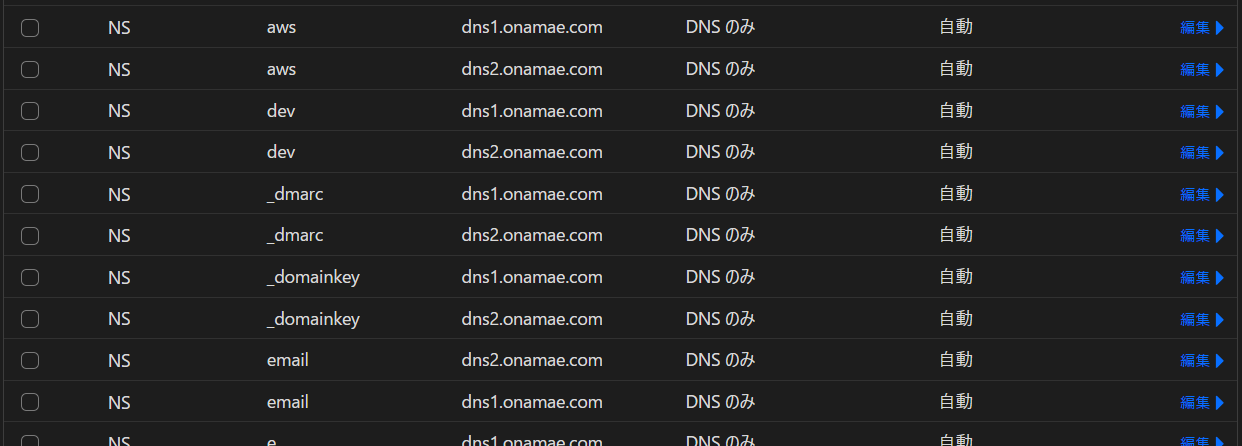 NS aws dns1.onamae.com DNS のみ 自動 編集
NS aws dns2.onamae.com DNS のみ 自動 編集
NS dev dns1.onamae.com DNS のみ 自動 編集
NS dev dns2.onamae.com DNS のみ 自動 編集
NS _dmarc dns1.onamae.com DNS のみ 自動 編集
NS _dmarc dns2.onamae.com DNS のみ 自動 編集
NS _domainkey dns1.onamae.com DNS のみ 自動 編集
NS _domainkey dns2.onamae.com DNS のみ 自動 編集
NS email dns2.onamae.com DNS のみ 自動 編集
NS email dns1.onamae.com DNS のみ 自動 編集
NS e dns1.onamae.com DNS のみ 自動 編集